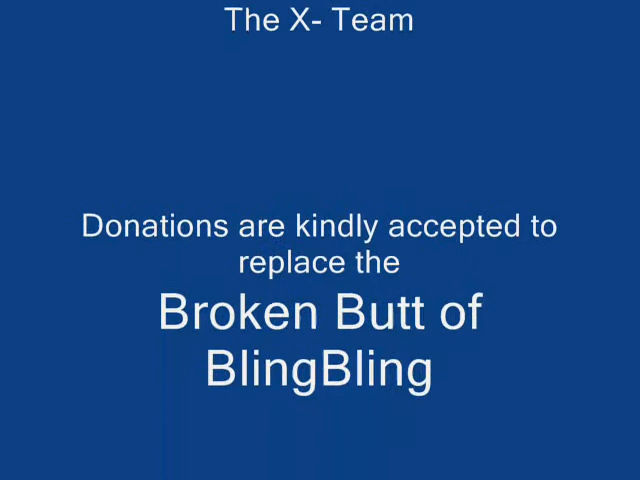 The X- Team
Donations are kindly accepted to
replace the
Broken Butt of
BlingBling